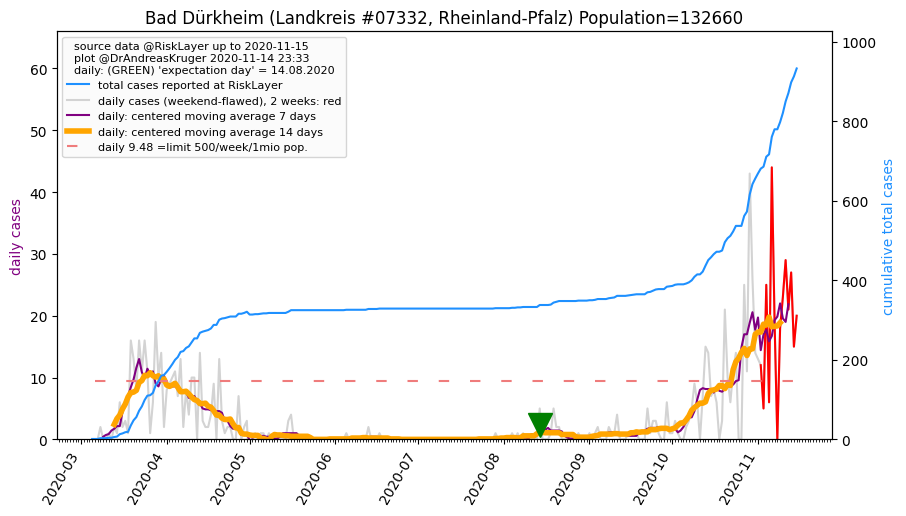 Bad Dürkheim (Landkreis #07332, Rheinland-Pfalz) Population=132660
source data @RiskLayer up to 2020-11-15
plot @DrAndreasKruger 2020-11-14 23:33
daily: (GREEN) 'expectation day' = 14.08.2020
total cases reported at RiskLayer
daily cases (weekend-flawed), 2 weeks: red
daily: centered moving average 7 days
daily: centered moving average 14 days
daily 9.48 =limit 500/week/1mio pop.
daily cases
60
50
40
30
20
10
0
cumulative total cases
1000
800
600
400
200
0
2020-03
2020-04
2020-05
2020-06
2020-07
2020-08
2020-09
2020-10
2020-11